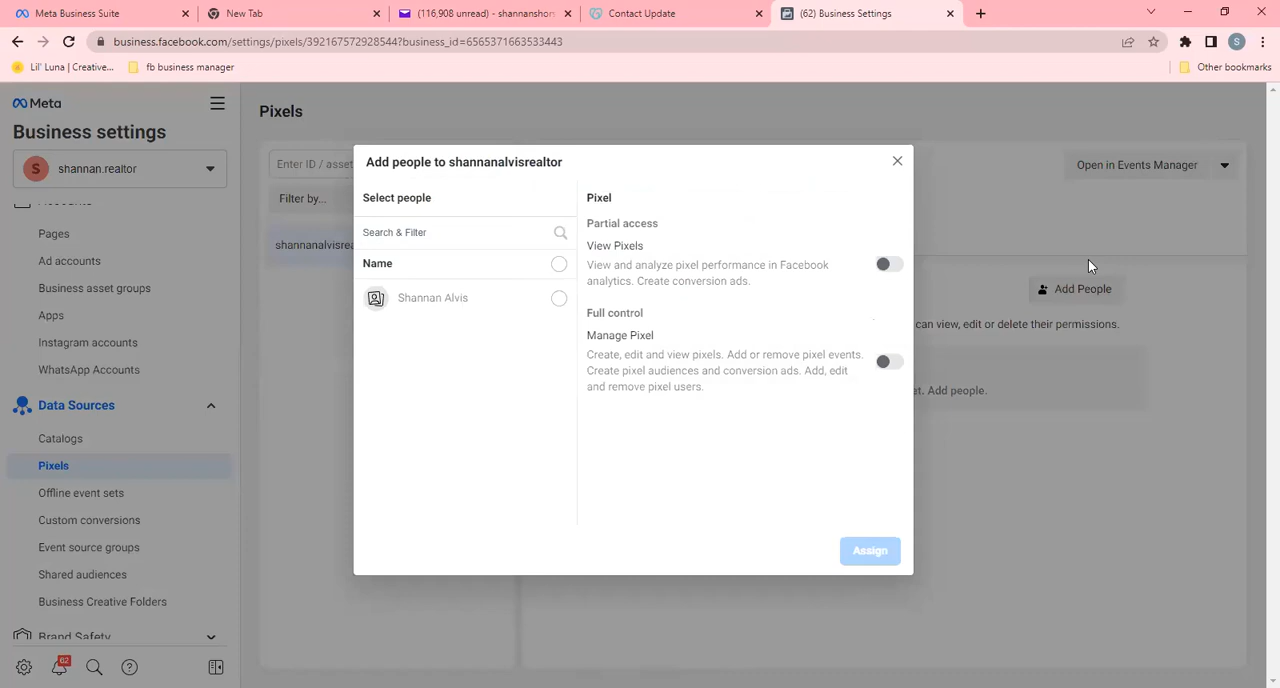 Meta Business Suite
New Tab
(116,908 unread) - shannanshors
Contact Update
(62) Business Settings
business.facebook.com/settings/pixels/392167572928544?business_id=6565371663533443
S
Lil' Luna | Creative...
fb business manager
Other bookmarks
Meta
Business settings
S
shannan.realtor
Pages
Ad accounts
Business asset groups
Apps
Instagram accounts
WhatsApp Accounts
Data Sources
Catalogs
Pixels
Offline event sets
Custom conversions
Event source groups
Shared audiences
Business Creative Folders
Brand Safety
62
Pixels
Enter ID / asset
Filter by...
shannanalvisrea
Open in Events Manager
Add People
can view, edit or delete their permissions.
et. Add people.
Add people to shannanalvisrealtor
Select people
Search & Filter
Name
Shannan Alvis
Pixel
Partial access
View Pixels
View and analyze pixel performance in Facebook
analytics. Create conversion ads.
Full control
Manage Pixel
Create, edit and view pixels. Add or remove pixel events.
Create pixel audiences and conversion ads. Add, edit
and remove pixel users.
Assign